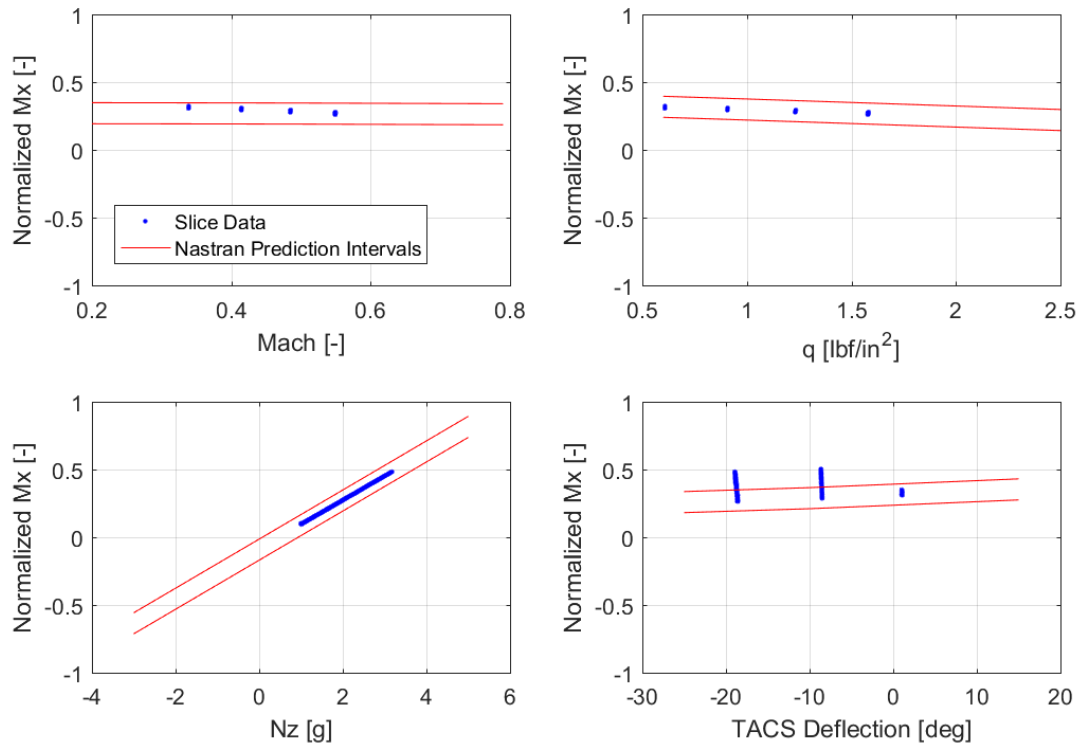 1
0.5
0
-0.5
-1
Normalized Mx [-]
Slice Data
Nastran Prediction Intervals
0.2 0.4 0.6 0.8
Mach [-]
1
0.5
0
-0.5
-1
Normalized Mx [-]
0.5 1 1.5 2 2.5
q [lbf/in²]
1
0.5
0
-0.5
-1
Normalized Mx [-]
-4 -2 0 2 4 6
Nz [g]
1
0.5
0
-0.5
-1
Normalized Mx [-]
-30 -20 -10 0 10 20
TACS Deflection [deg]